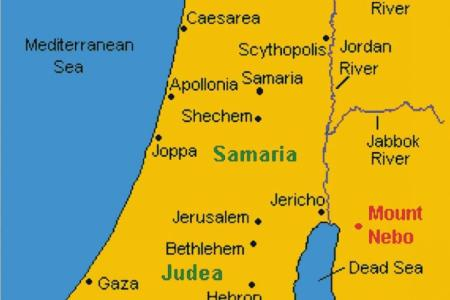 Caesarea
River
Mediterranean
Sea
Scythopolis
Jordan
River
Apollonia
Samaria
Shechem
Jabbok
River
Joppa
Samaria
Jericho
Mount
Nebo
Jerusalem
Bethlehem
Dead Sea
Judea
Gaza
Hebron